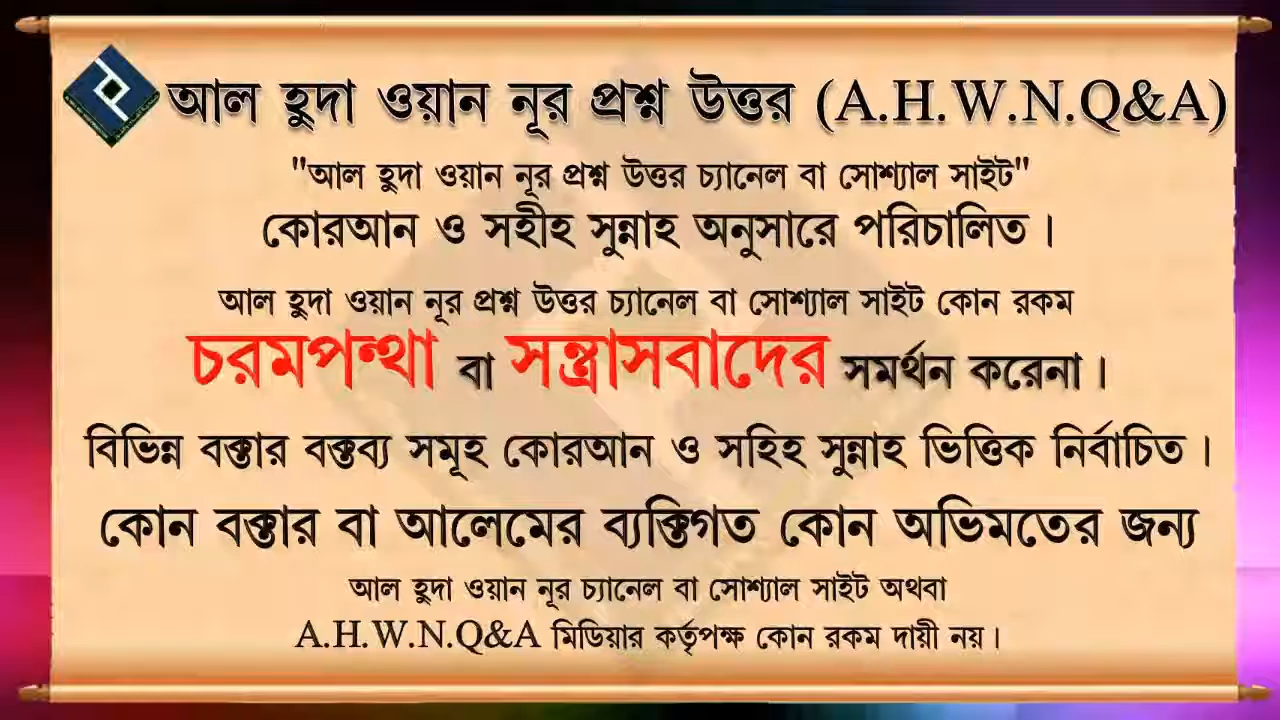 আল হুদা ওয়ান নূর প্রশ্ন উত্তর (A.H.W.N.Q&A)
"আল হুদা ওয়ান নূর প্রশ্ন উত্তর চ্যানেল বা সোশ্যাল সাইট"
কোরআন ও সহীহ সুন্নাহ অনুসারে পরিচালিত।
আল হুদা ওয়ান নূর প্রশ্ন উত্তর চ্যানেল বা সোশ্যাল সাইট কোন রকম
চরমপন্থা বা সন্ত্রাসবাদের সমর্থন করেনা।
বিভিন্ন বক্তার বক্তব্য সমূহ কোরআন ও সহিহ সুন্নাহ ভিত্তিক নির্বাচিত।
কোন বক্তার বা আলেমের ব্যক্তিগত কোন অভিমতের জন্য
আল হুদা ওয়ান নূর চ্যানেল বা সোশ্যাল সাইট অথবা
A.H.W.N.Q&A মিডিয়ার কর্তৃপক্ষ কোন রকম দায়ী নয়।